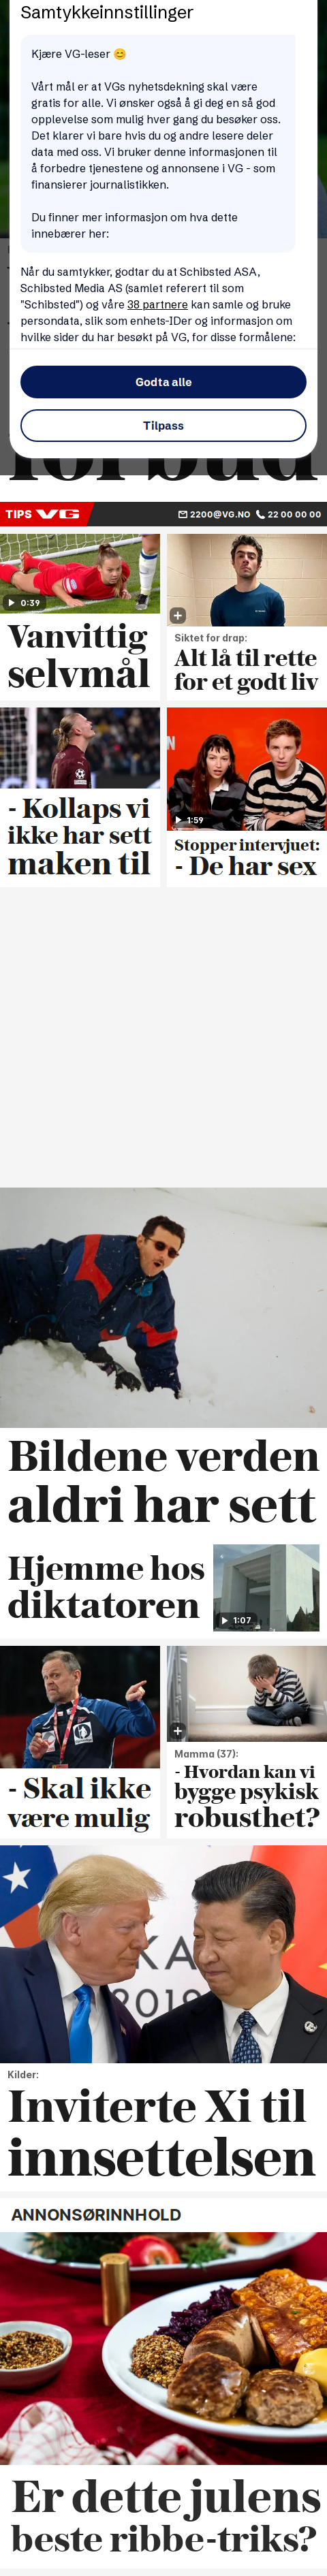 Samtykkeinnstillinger
Kjære VG-leser 😊
Vårt mål er at VGs nyhetsdekning skal være
gratis for alle. Vi ønsker også å gi deg en så god
opplevelse som mulig hver gang du besøker oss.
Det klarer vi bare hvis du og andre lesere deler
data med oss. Vi bruker denne informasjonen til
å forbedre tjenestene og annonsene i VG - som
finansierer journalistikken.
Du finner mer informasjon om hva dette
innebærer her:
Når du samtykker, godtar du at Schibsted ASA,
Schibsted Media AS (samlet referert til som
"Schibsted") og våre 38 partnere kan samle og bruke
persondata, slik som enhets-IDer og informasjon om
hvilke sider du har besøkt på VG, for disse formålene:
Godta alle
Tilpass
TIPS VG 2200@VG.NO 22 00 00 00
0:39
Vanvittig
selvmål
Siktet for drap:
Alt lå til rette
for et godt liv
- Kollaps vi
ikke har sett
maken til
1:59
Stopper intervjuet:
- De har sex
Bildene verden
aldri har sett
Hjemme hos
diktatoren
1:07
- Skal ikke
være mulig
Mamma (37):
- Hvordan kan vi
bygge psykisk
robusthet?
Kilder:
Inviterte Xi til
innsettelsen
ANNONSØRINNHOLD
Er dette julens
beste ribbe-triks?